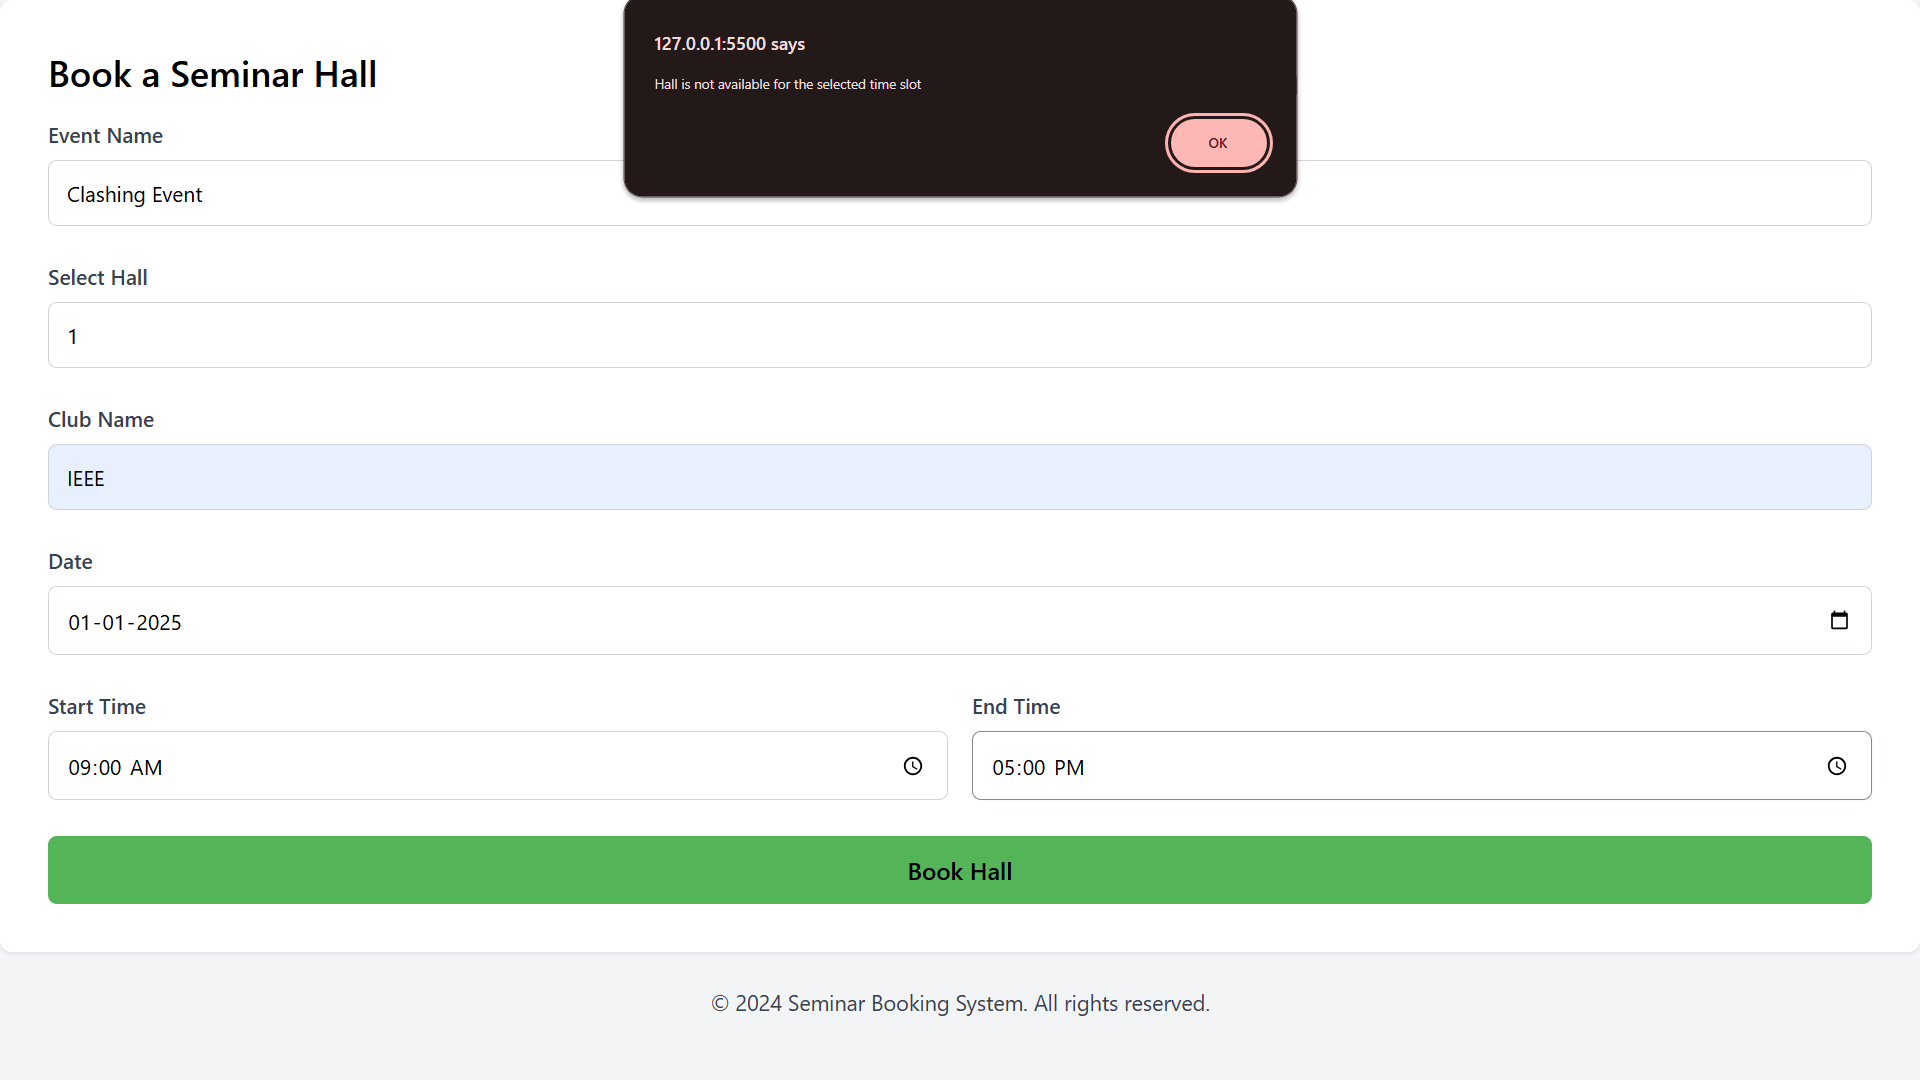 127.0.0.1:5500 says
Hall is not available for the selected time slot
OK
Book a Seminar Hall
Event Name
Clashing Event
Select Hall
1
Club Name
IEEE
Date
01-01-2025
Start Time
End Time
09:00 AM
05:00 PM
Book Hall
© 2024 Seminar Booking System. All rights reserved.